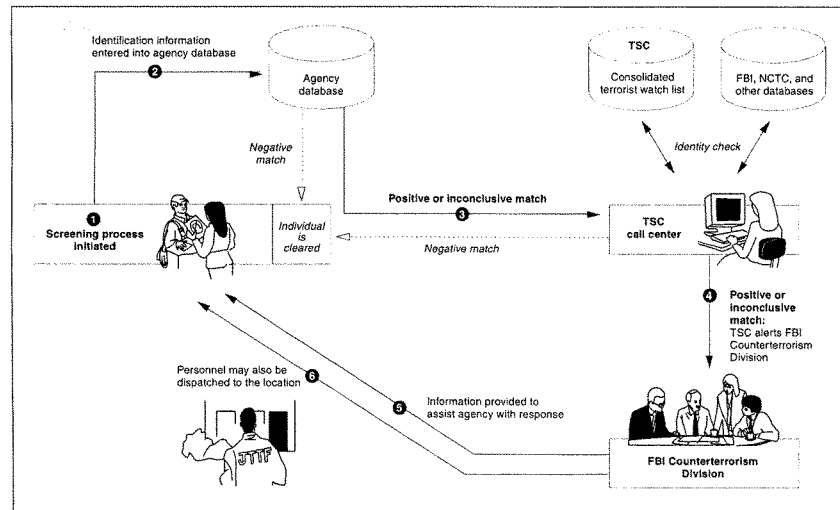 Identification information
entered into agency database
2
Agency
database
TSC
Consolidated
terrorist watch list
FBI, NCTC, and
other databases
Negative
match
Identity check
1
Screening process
initiated
Individual
is
cleared
Positive or inconclusive match
3
Negative match
TSC
call center
4
Positive or
inconclusive
match:
TSC alerts FBI
Counterterrorism
Division
Personnel may also be
dispatched to the location
6
5
Information provided to
assist agency with response
JTTF
FBI Counterterrorism
Division